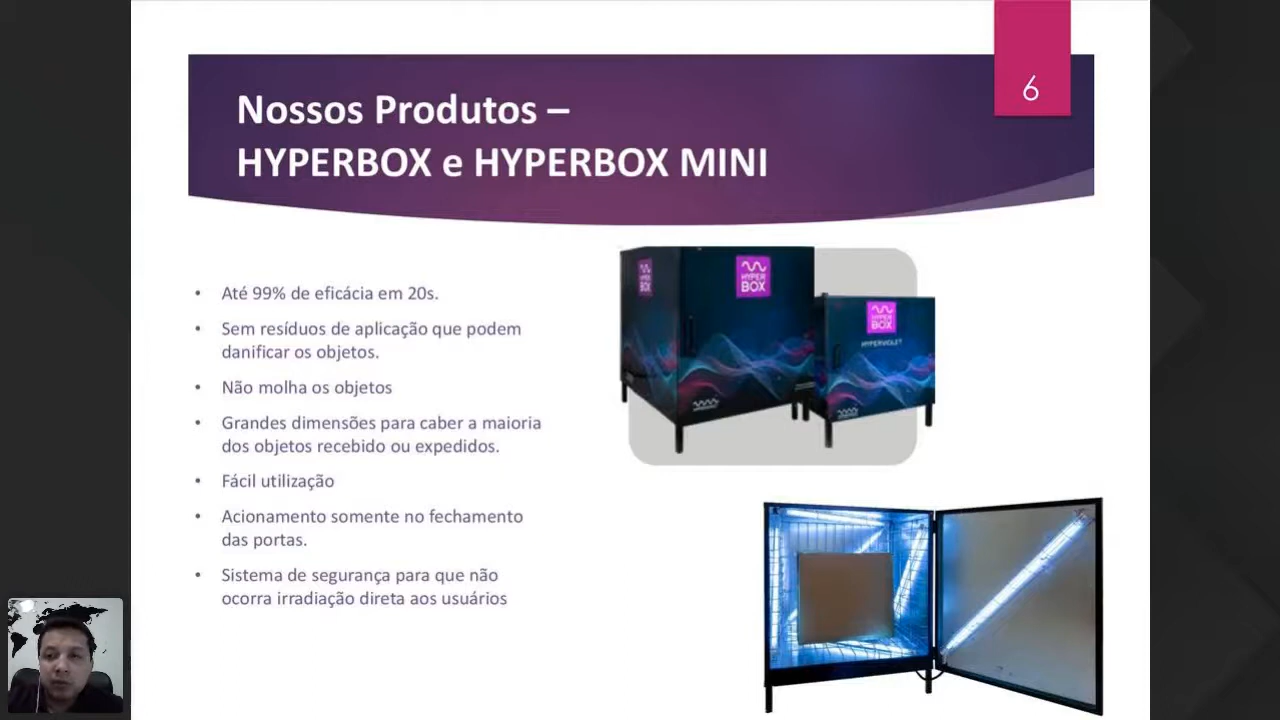 6
Nossos Produtos –
HYPERBOX e HYPERBOX MINI
• Até 99% de eficácia em 20s.
• Sem resíduos de aplicação que podem
danificar os objetos.
• Não molha os objetos
• Grandes dimensões para caber a maioria
dos objetos recebido ou expedidos.
• Fácil utilização
• Acionamento somente no fechamento
das portas.
• Sistema de segurança para que não
ocorra irradiação direta aos usuários
HYPER
BOX
HYPER
BOX
HYPER
BOX
HYPERVIOLET